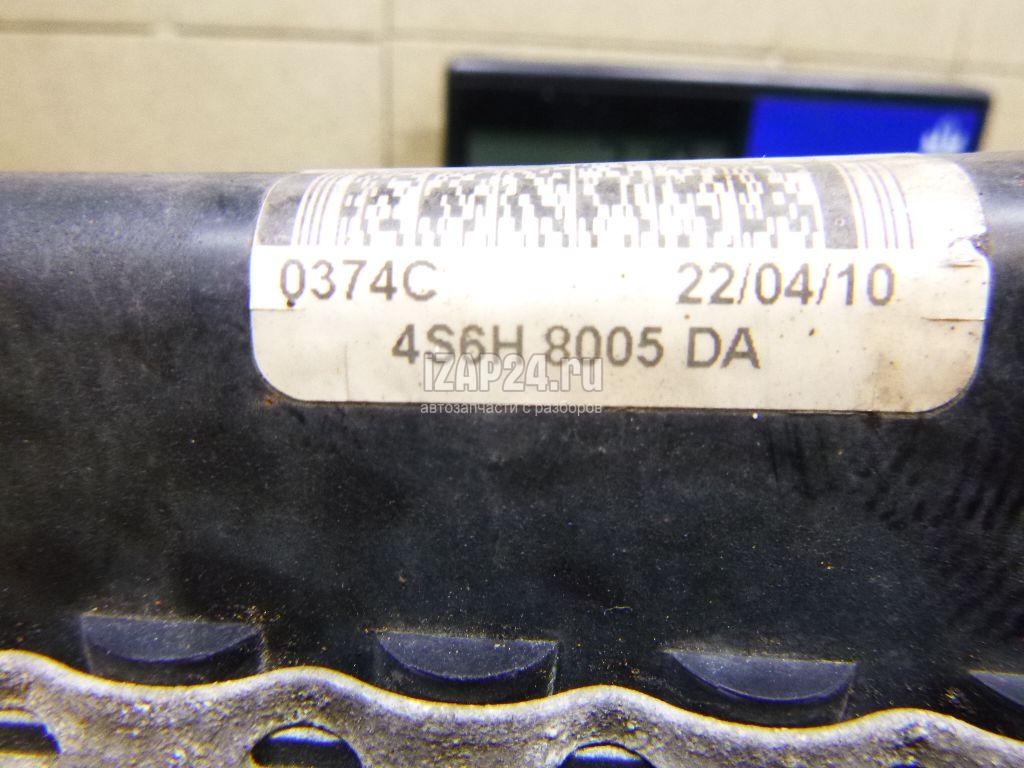 0374C 22/04/10
4S6H 8005 DA
IZAP24.ru
автозапчасти с разборов